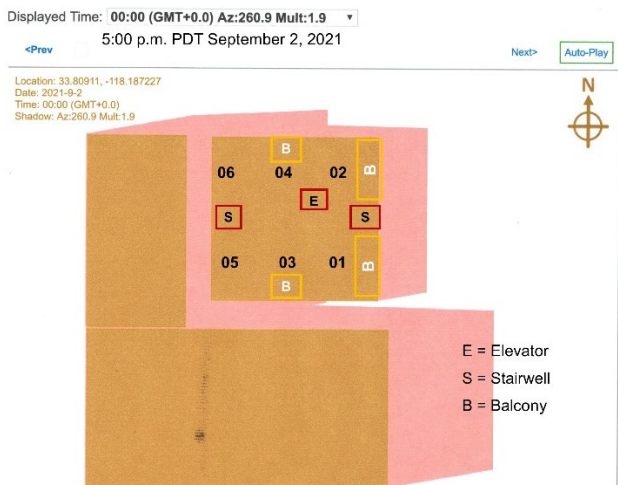 Displayed Time: 00:00 (GMT+0.0) Az:260.9 Mult:1.9
5:00 p.m. PDT September 2, 2021
<Prev
Next>
Auto-Play
Location: 33.80911, -118.187227
Date: 2021-9-2
Time: 00:00 (GMT+0.0)
Shadow: Az:260.9 Mult:1.9
N
B
06 04 02 B
E
S S
05 03 01 B
B
E = Elevator
S = Stairwell
B = Balcony